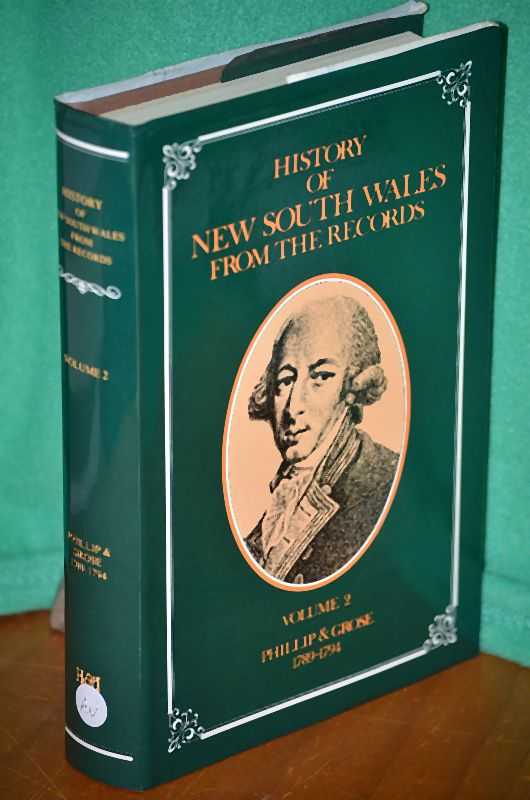 HISTORY
OF
NEW SOUTH WALES
FROM THE RECORDS
VOLUME 2
PHILLIP & GROSE
1789-1794
HISTORY
OF
SOUTH WALES
FROM
THE RECORDS
VOLUME 2
PHILLIP &
GROSE
1789-1794